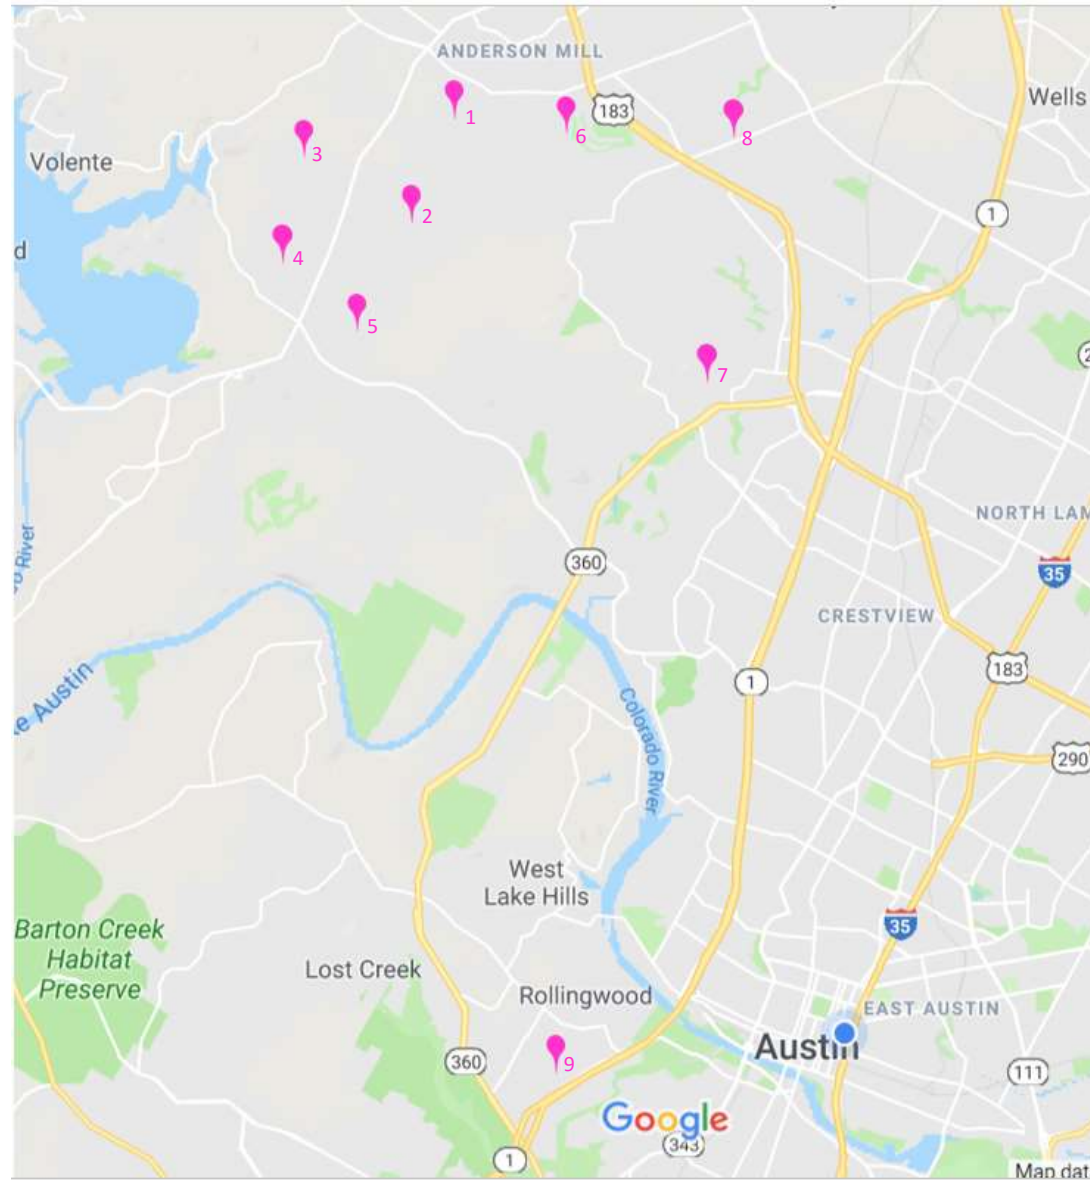 ANDERSON MILL
Wells
183
1
6
8
3
Volente
2
1
d
4
5
7
2
NORTH LAM
360
35
CRESTVIEW
183
1
Colorado River
290
West
Lake Hills
35
Barton Creek
Habitat
Preserve
Lost Creek
Rollingwood
EAST AUSTIN
Austin
360
9
111
Google
343
1
Map dat
River
e Austin